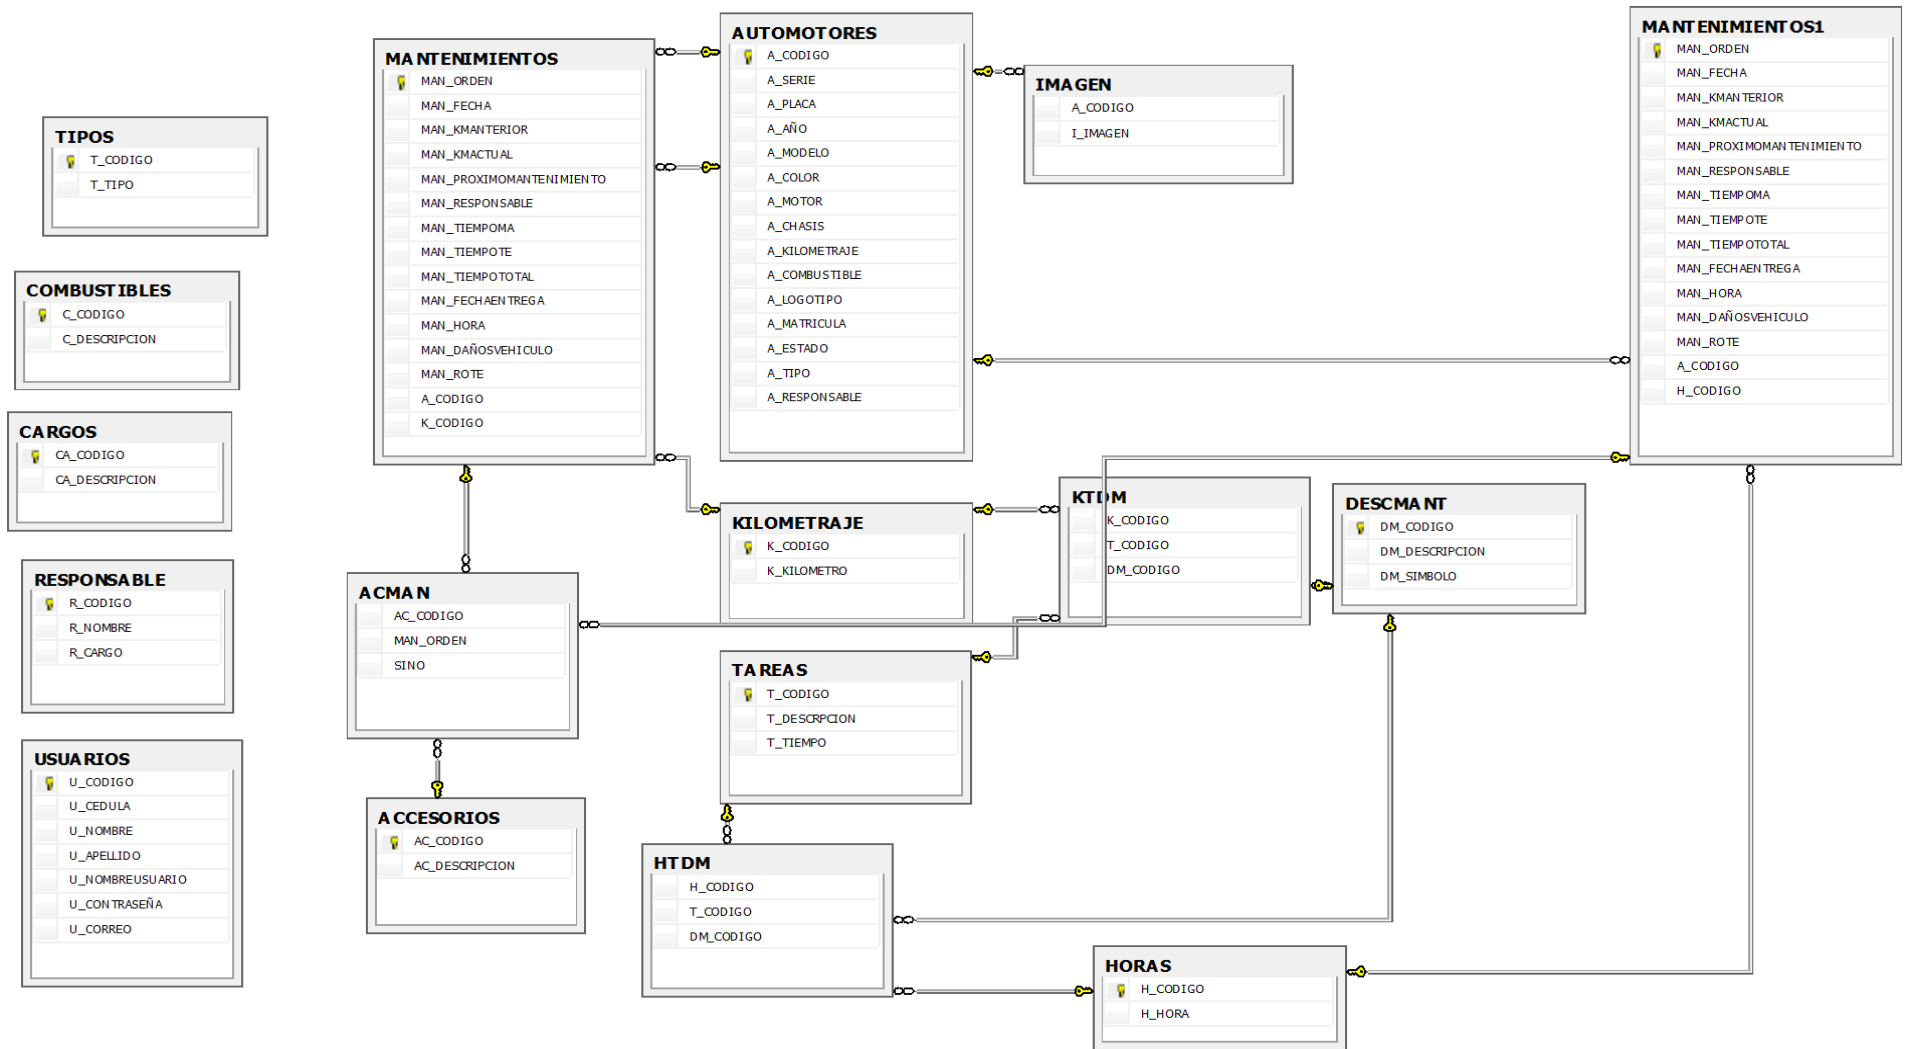 TIPOS
T_CODIGO
T_TIPO
COMBUSTIBLES
C_CODIGO
C_DESCRIPCION
CARGOS
CA_CODIGO
CA_DESCRIPCION
RESPONSABLE
R_CODIGO
R_NOMBRE
R_CARGO
USUARIOS
U_CODIGO
U_CEDULA
U_NOMBRE
U_APELLIDO
U_NOMBREUSUARIO
U_CONTRASEÑA
U_CORREO
MANTENIMIENTOS
MAN_ORDEN
MAN_FECHA
MAN_KMANTERIOR
MAN_KMACTUAL
MAN_PROXIMOMANTENIMIENTO
MAN_RESPONSABLE
MAN_TIEMPOMA
MAN_TIEMPOTE
MAN_TIEMPOTOTAL
MAN_FECHAENTREGA
MAN_HORA
MAN_DAÑOSVEHICULO
MAN_ROTE
A_CODIGO
K_CODIGO
ACMAN
AC_CODIGO
MAN_ORDEN
SINO
ACCESORIOS
AC_CODIGO
AC_DESCRIPCION
AUTOMOTORES
A_CODIGO
A_SERIE
A_PLACA
A_AÑO
A_MODELO
A_COLOR
A_MOTOR
A_CHASIS
A_KILOMETRAJE
A_COMBUSTIBLE
A_LOGOTIPO
A_MATRICULA
A_ESTADO
A_TIPO
A_RESPONSABLE
KILOMETRAJE
K_CODIGO
K_KILOMETRO
TAREAS
T_CODIGO
T_DESCRPCION
T_TIEMPO
HTDM
H_CODIGO
T_CODIGO
DM_CODIGO
IMAGEN
A_CODIGO
I_IMAGEN
KTDM
K_CODIGO
T_CODIGO
DM_CODIGO
DESCMANT
DM_CODIGO
DM_DESCRIPCION
DM_SIMBOLO
HORAS
H_CODIGO
H_HORA
MANTENIMIENTOS1
MAN_ORDEN
MAN_FECHA
MAN_KMANTERIOR
MAN_KMACTUAL
MAN_PROXIMOMANTENIMIENTO
MAN_RESPONSABLE
MAN_TIEMPOMA
MAN_TIEMPOTE
MAN_TIEMPOTOTAL
MAN_FECHAENTREGA
MAN_HORA
MAN_DAÑOSVEHICULO
MAN_ROTE
A_CODIGO
H_CODIGO